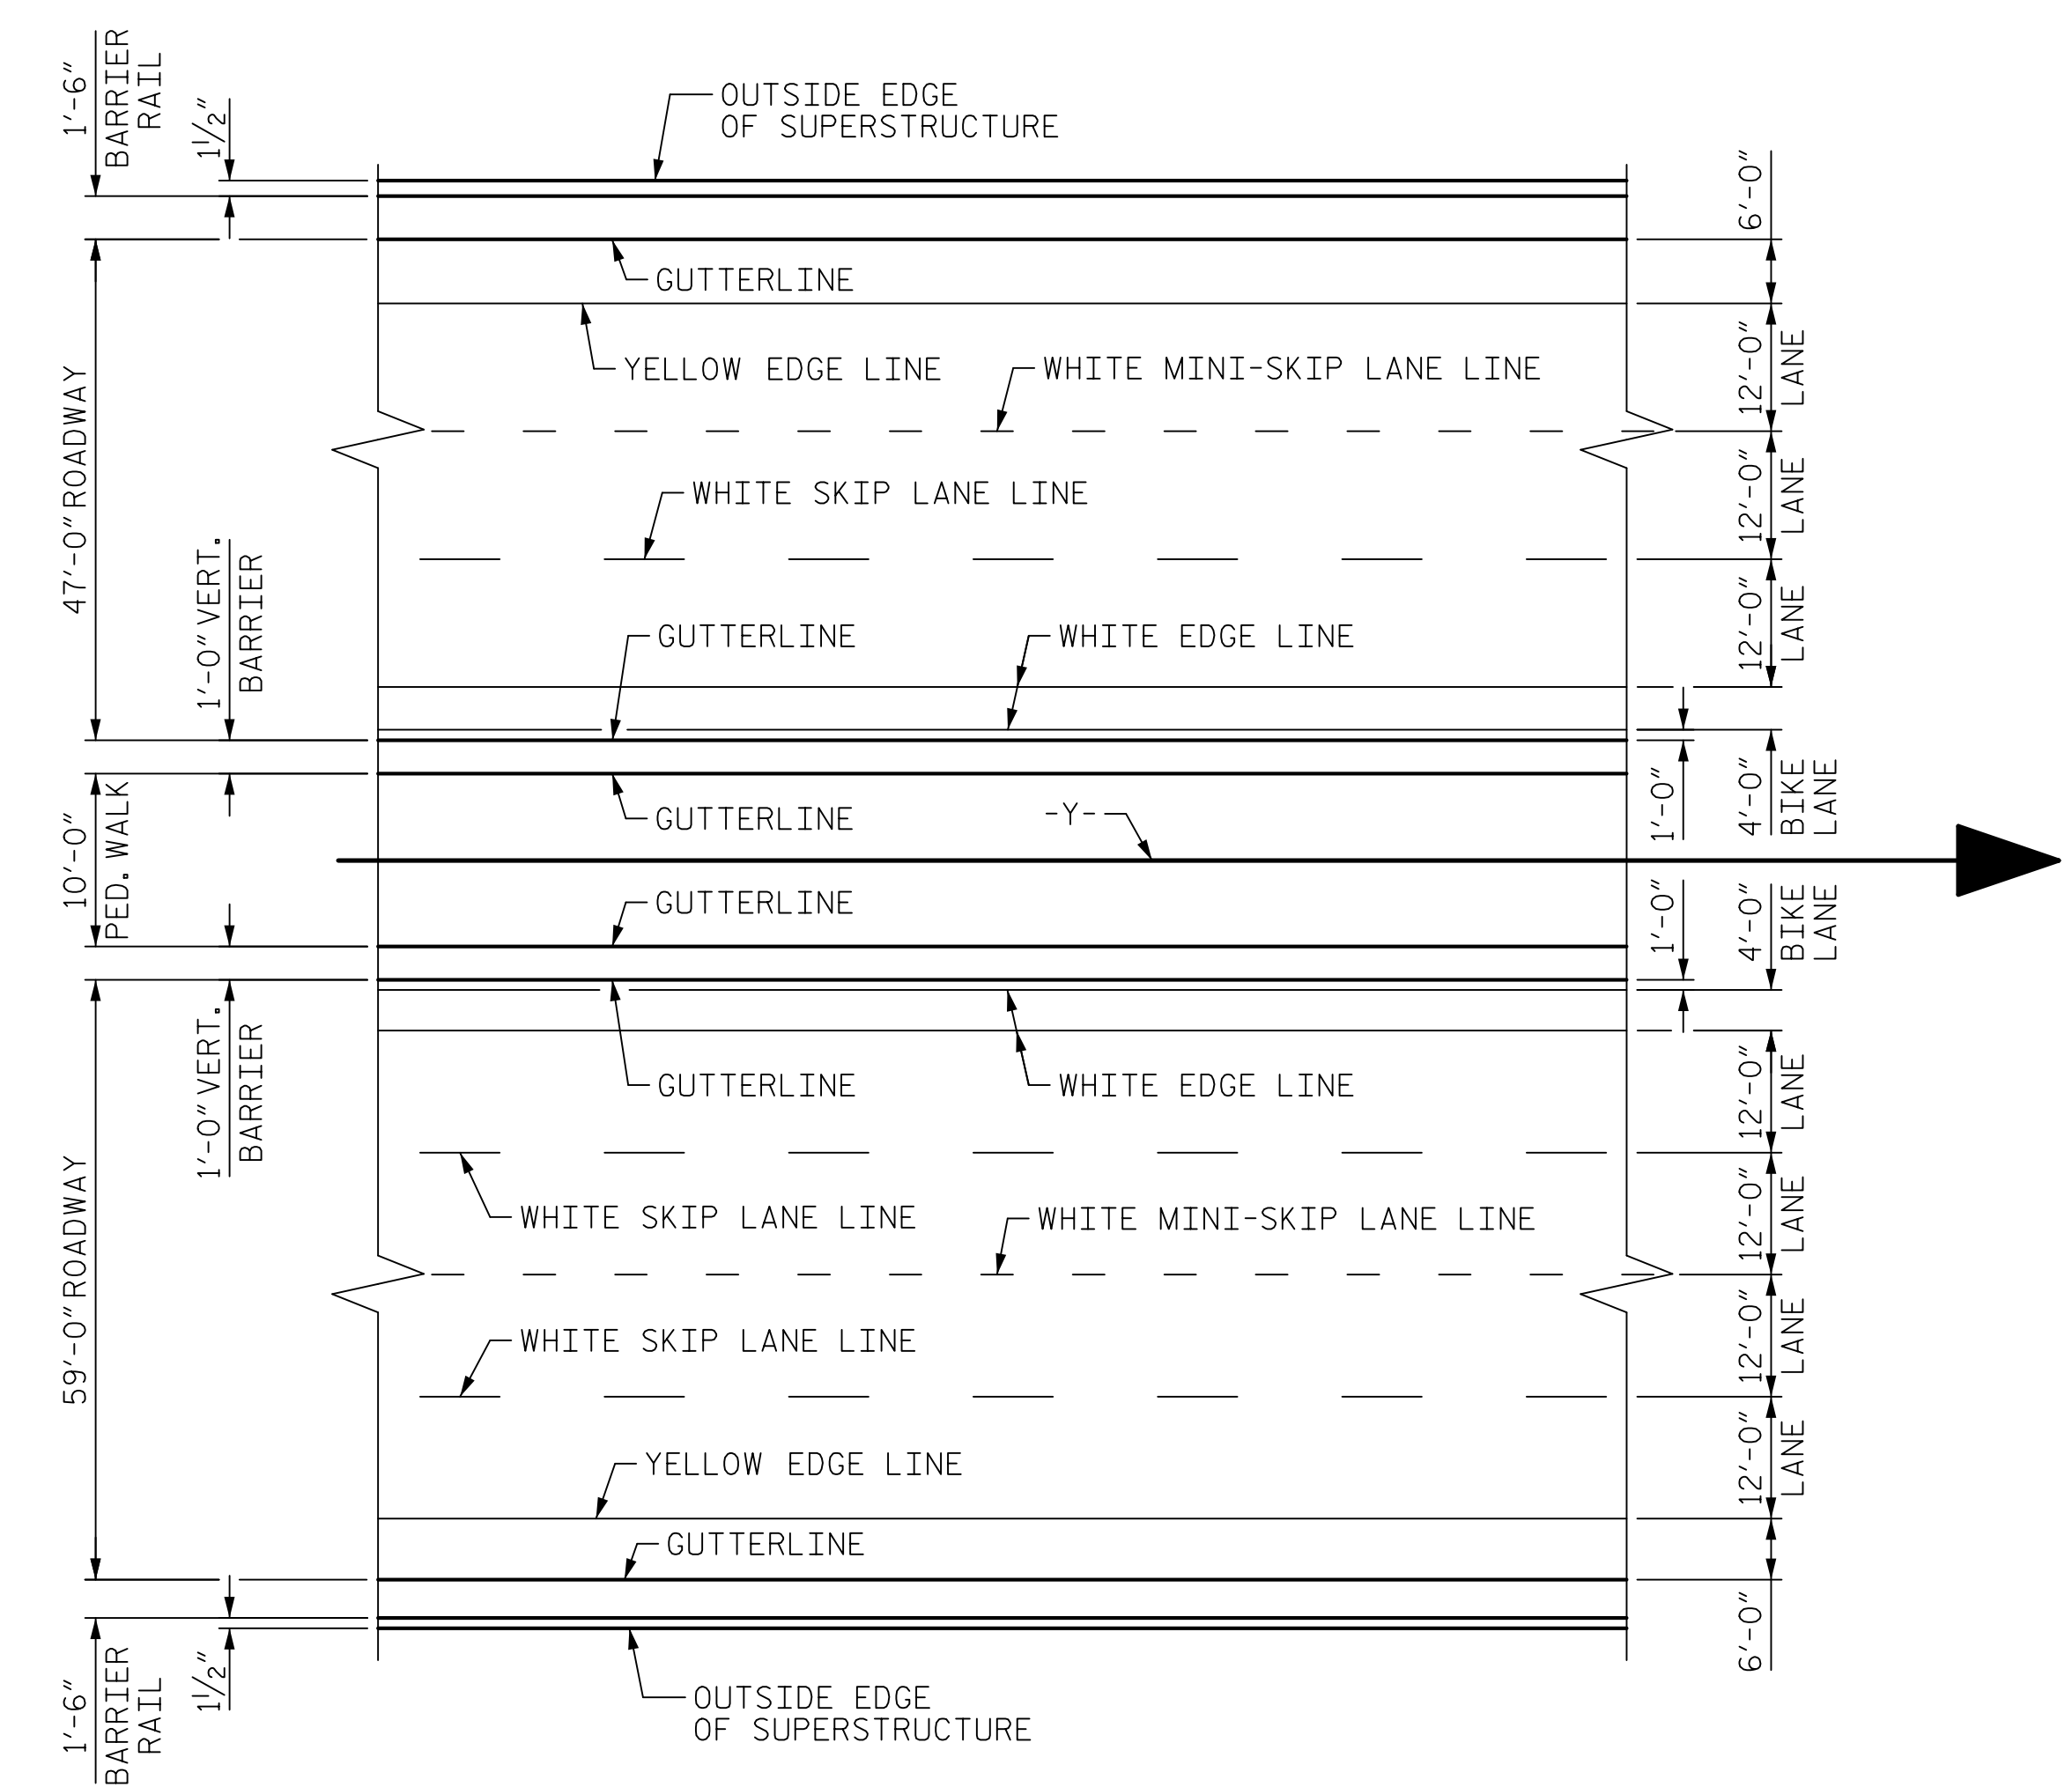 1'-6"
BARRIER
RAIL
1 1/2"
OUTSIDE EDGE
OF SUPERSTRUCTURE
6'-0"
GUTTERLINE
YELLOW EDGE LINE
WHITE MINI-SKIP LANE LINE
12'-0"
LANE
47'-0" ROADWAY
WHITE SKIP LANE LINE
12'-0"
LANE
1'-0" VERT.
BARRIER
GUTTERLINE
WHITE EDGE LINE
12'-0"
LANE
10'-0"
PED. WALK
GUTTERLINE
-Y-
1'-0"
4'-0"
BIKE
LANE
GUTTERLINE
1'-0"
4'-0"
BIKE
LANE
1'-0" VERT.
BARRIER
GUTTERLINE
WHITE EDGE LINE
12'-0"
LANE
59'-0" ROADWAY
WHITE SKIP LANE LINE
WHITE MINI-SKIP LANE LINE
12'-0"
LANE
WHITE SKIP LANE LINE
12'-0"
LANE
YELLOW EDGE LINE
12'-0"
LANE
GUTTERLINE
1'-6"
BARRIER
RAIL
1 1/2"
OUTSIDE EDGE
OF SUPERSTRUCTURE
6'-0"